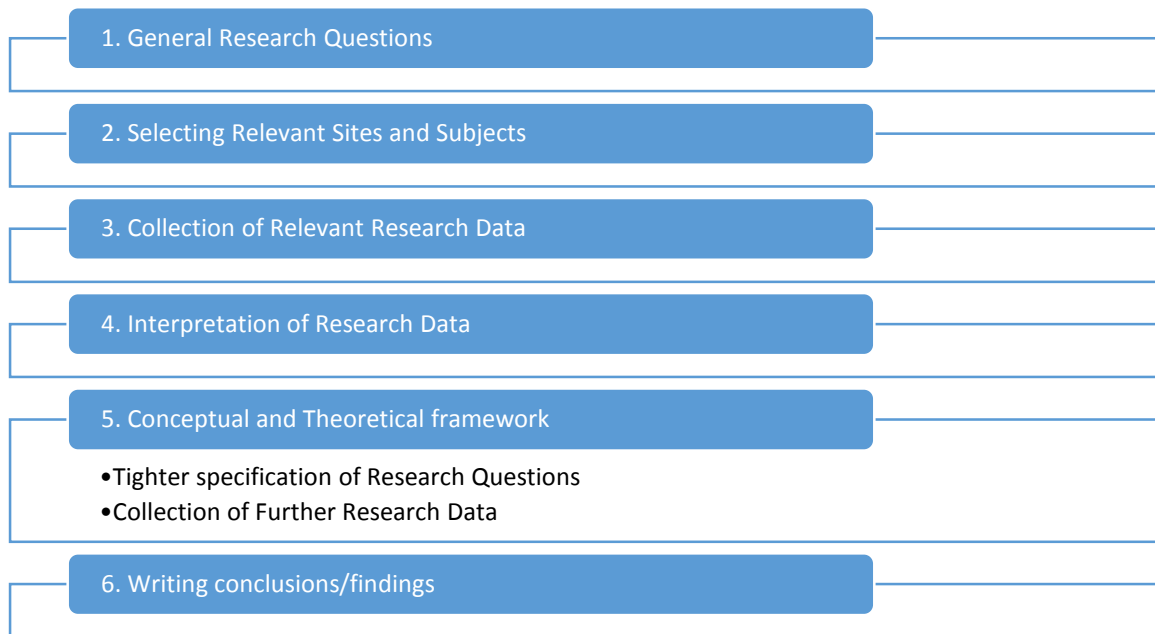 1. General Research Questions
2. Selecting Relevant Sites and Subjects
3. Collection of Relevant Research Data
4. Interpretation of Research Data
5. Conceptual and Theoretical framework
•Tighter specification of Research Questions
•Collection of Further Research Data
6. Writing conclusions/findings